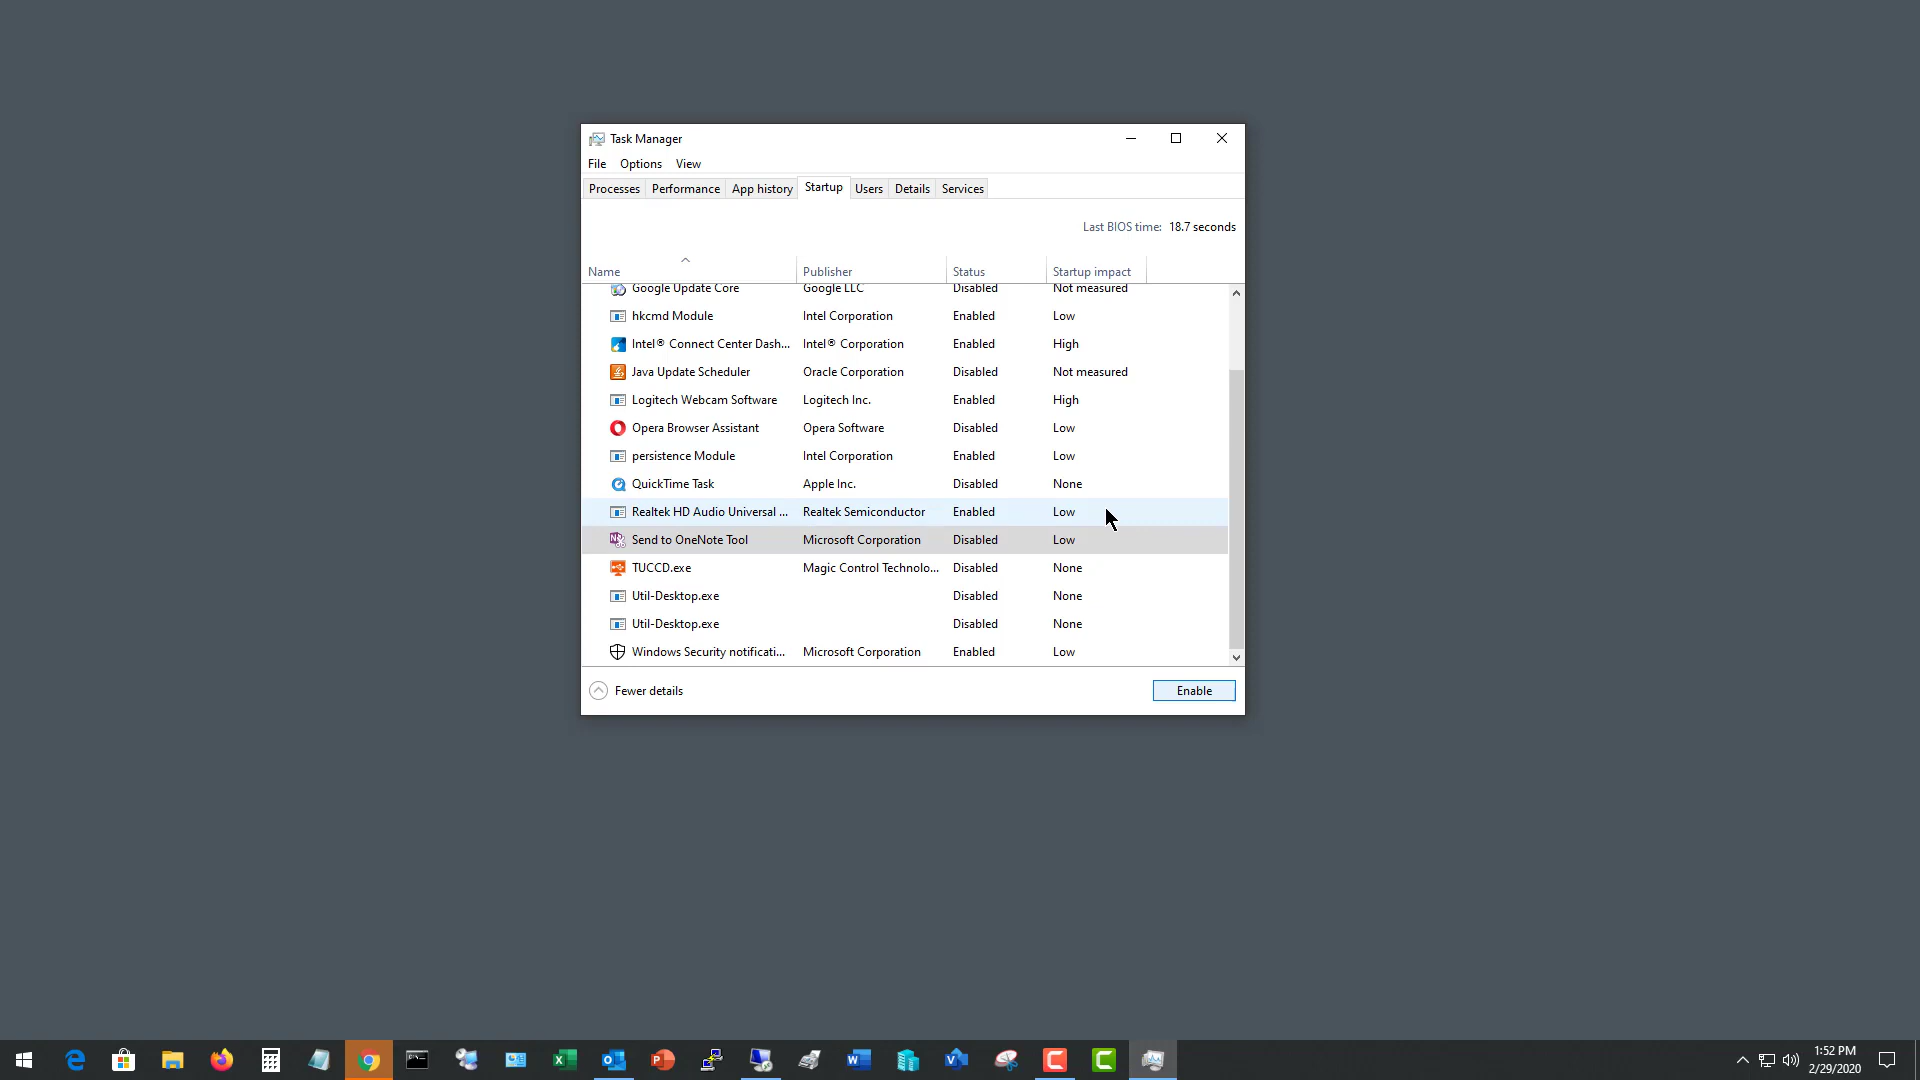 Task Manager
File Options View
Processes Performance App history Startup Users Details Services
Last BIOS time: 18.7 seconds
Name Publisher Status Startup impact
Google Update Core Google LLC Disabled Not measured
hkcmd Module Intel Corporation Enabled Low
Intel® Connect Center Dash... Intel® Corporation Enabled High
Java Update Scheduler Oracle Corporation Disabled Not measured
Logitech Webcam Software Logitech Inc. Enabled High
Opera Browser Assistant Opera Software Disabled Low
persistence Module Intel Corporation Enabled Low
QuickTime Task Apple Inc. Disabled None
Realtek HD Audio Universal ... Realtek Semiconductor Enabled Low
Send to OneNote Tool Microsoft Corporation Disabled Low
TUCCD.exe Magic Control Technolo... Disabled None
Util-Desktop.exe Disabled None
Util-Desktop.exe Disabled None
Windows Security notificati... Microsoft Corporation Enabled Low
Fewer details Enable
1:52 PM
2/29/2020